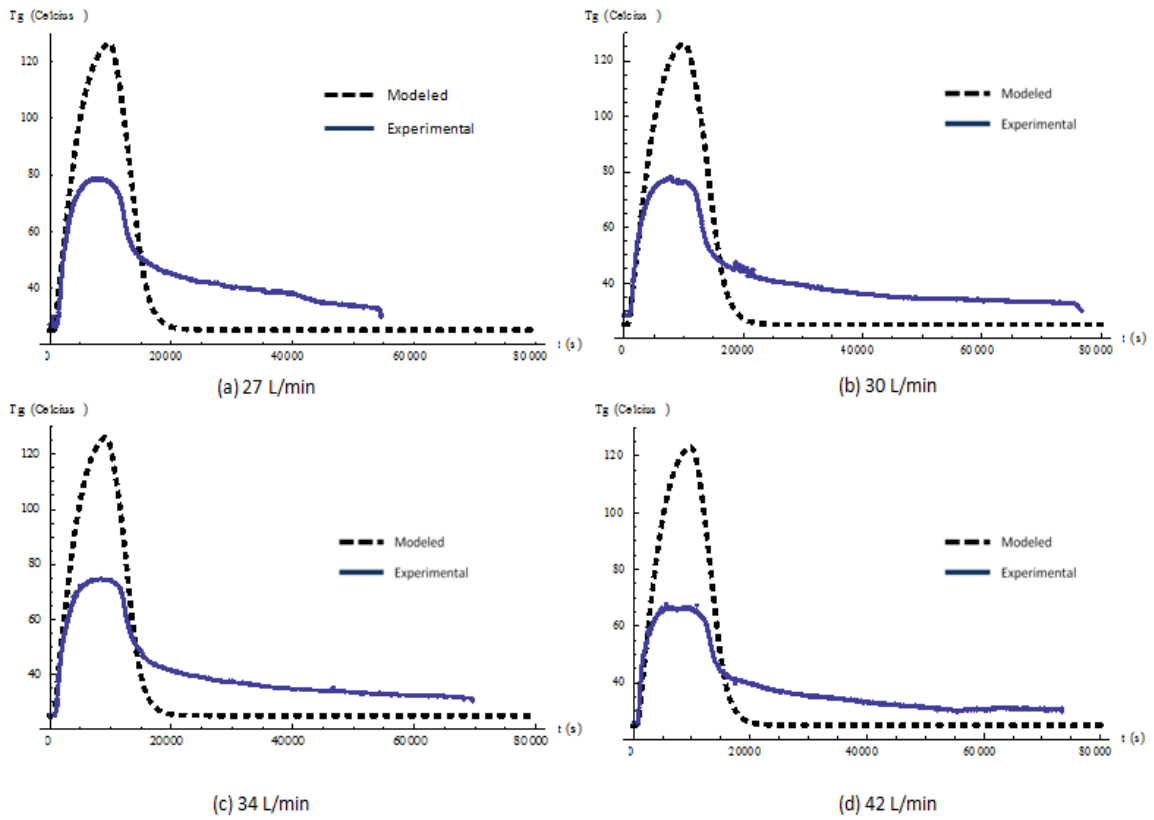 Tg (Celcius )
120
100
80
60
40
0
20000
40000
60000
80000
t (s)
Modeled
Experimental
(a) 27 L/min
Tg (Celcius )
120
100
80
60
40
0
20000
40000
60000
80000
t (s)
Modeled
Experimental
(b) 30 L/min
Tg (Celcius )
120
100
80
60
40
0
20000
40000
60000
80000
t (s)
Modeled
Experimental
(c) 34 L/min
Tg (Celcius )
120
100
80
60
40
0
20000
40000
60000
80000
t (s)
Modeled
Experimental
(d) 42 L/min